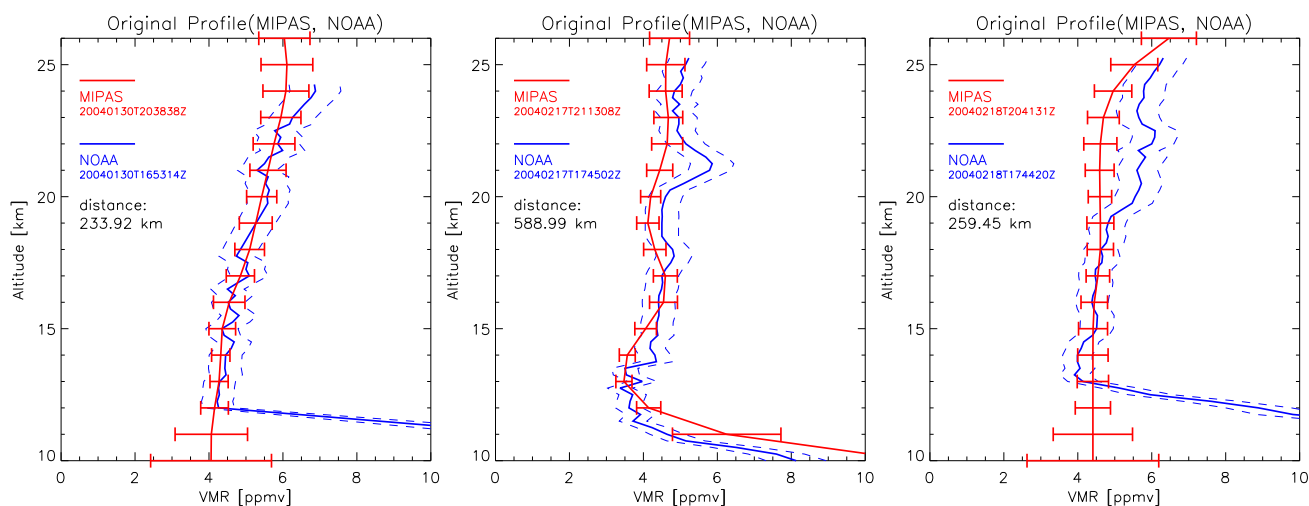 Original Profile(MIPAS, NOAA)
25
20
15
10
Altitude [km]
MIPAS
20040130T203838Z
NOAA
20040130T165314Z
distance:
233.92 km
0 2 4 6 8 10
VMR [ppmv]
Original Profile(MIPAS, NOAA)
25
20
15
10
Altitude [km]
MIPAS
20040217T211308Z
NOAA
20040217T174502Z
distance:
588.99 km
0 2 4 6 8 10
VMR [ppmv]
Original Profile(MIPAS, NOAA)
25
20
15
10
Altitude [km]
MIPAS
20040218T204131Z
NOAA
20040218T174420Z
distance:
259.45 km
0 2 4 6 8 10
VMR [ppmv]